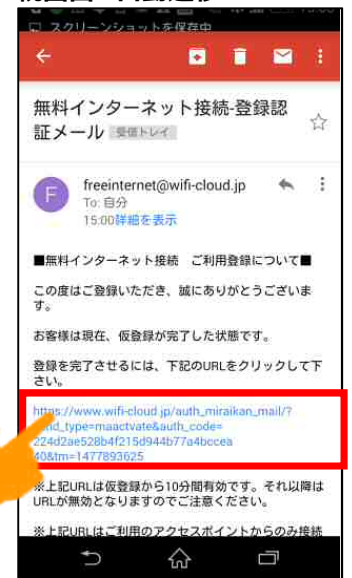 スクリーンショットを保存中
無料インターネット接続-登録認
証メール 受信トレイ
F
freeinternet@wifi-cloud.jp
To: 自分
15:00詳細を表示
■無料インターネット接続 ご利用登録について■
この度はご登録いただき、誠にありがとうございま
す。
お客様は現在、仮登録が完了した状態です。
登録を完了させるには、下記のURLをクリックして下
さい。
https://www.wifi-cloud.jp/auth_miraikan_mail/?
nd_type=maactvate&auth_code=
224d2ae528b4f215d944b77a4bccea
40&tm=1477893625
※上記URLは仮登録から10分間有効です。それ以降は
URLが無効となりますのでご注意ください。
※上記URLはご利用のアクセスポイントからのみ接続